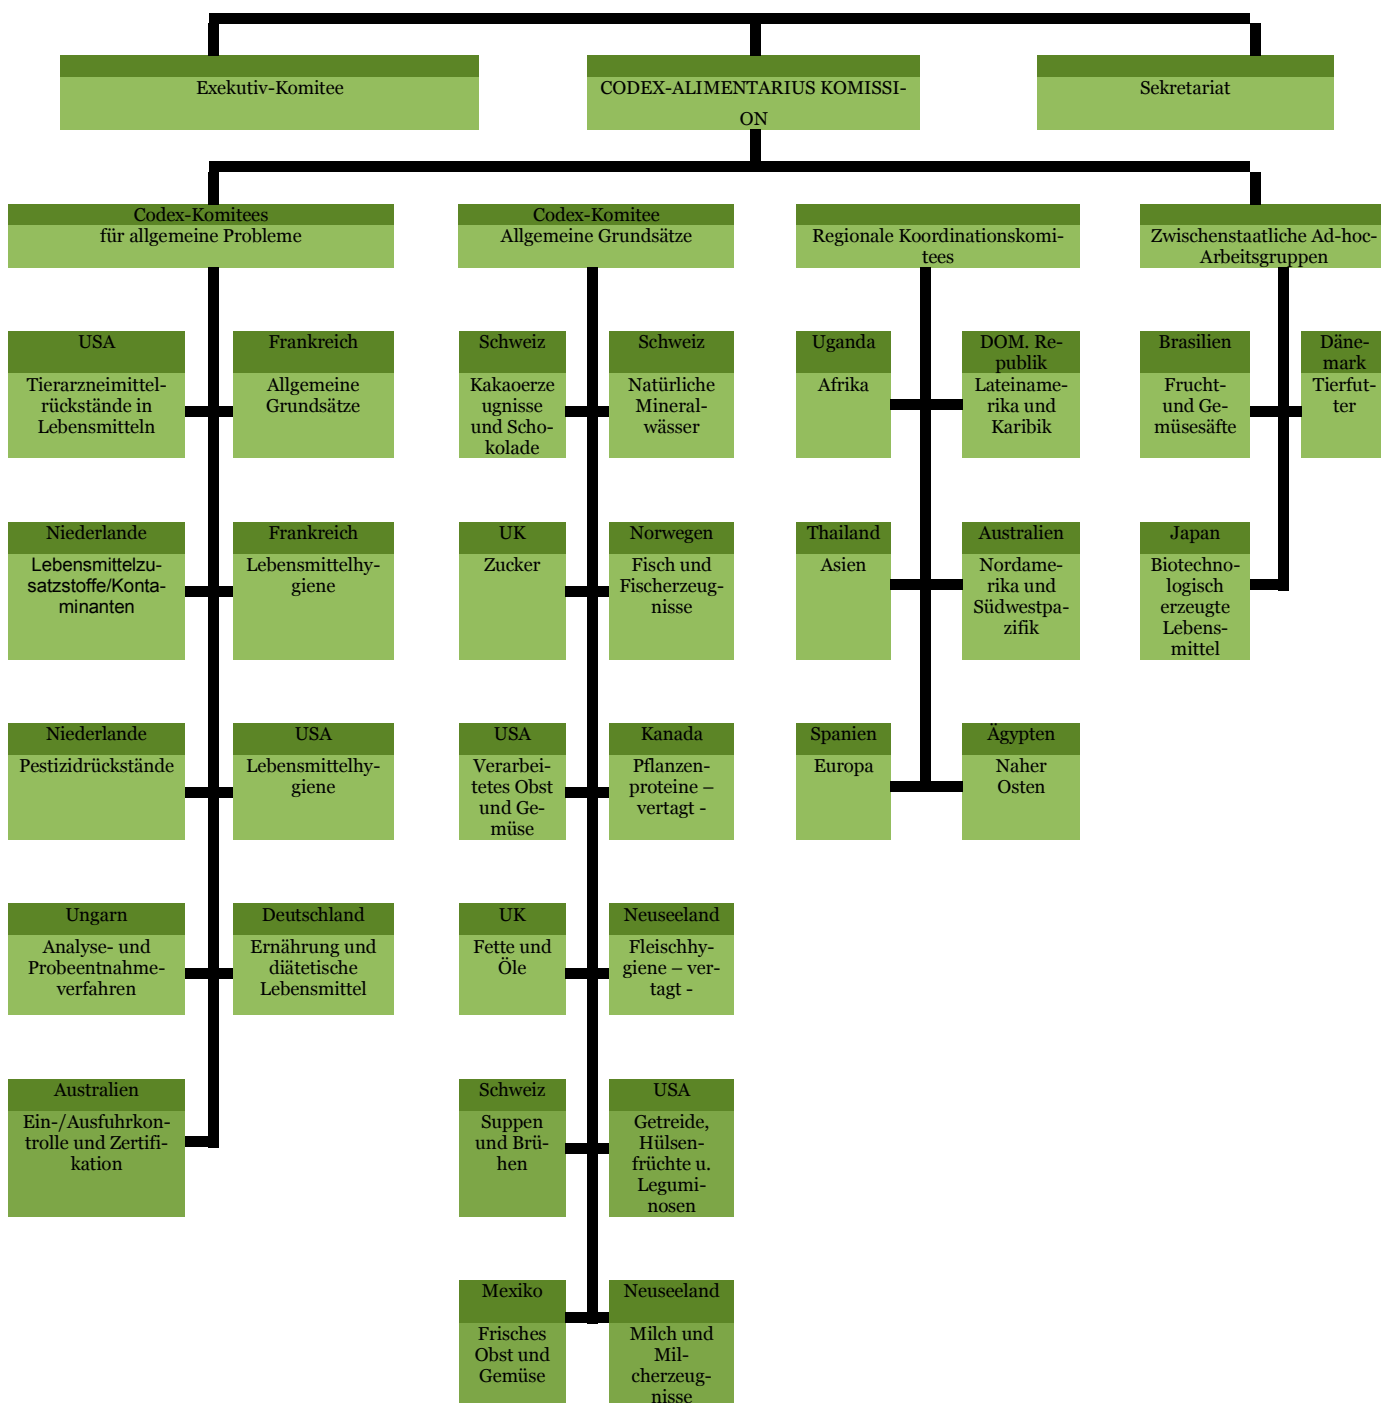 Exekutiv-Komitee
CODEX-ALIMENTARIUS KOMISSI-
ON
Sekretariat
Codex-Komitees
für allgemeine Probleme
Codex-Komitee
Allgemeine Grundsätze
Regionale Koordinationskomi-
tees
Zwischenstaatliche Ad-hoc-
Arbeitsgruppen
USA
Tierarzneimittel-
rückstände in
Lebensmitteln
Frankreich
Allgemeine
Grundsätze
Schweiz
Kakaoerze
ugnisse
und Scho-
kolade
Schweiz
Natürliche
Mineral-
wässer
Uganda
Afrika
DOM. Re-
publik
Lateiname-
rika und
Karibik
Brasilien
Frucht-
und Ge-
müsesäfte
Däne-
mark
Tierfut-
ter
Niederlande
Lebensmittelzu-
satzstoffe/Konta-
minanten
Frankreich
Lebensmittelhy-
giene
UK
Zucker
Norwegen
Fisch und
Fischerzeug-
nisse
Thailand
Asien
Australien
Nordame-
rika und
Südwestpa-
zifik
Japan
Biotechno-
logisch
erzeugte
Lebens-
mittel
Niederlande
Pestizidrückstände
USA
Lebensmittelhy-
giene
USA
Verarbei-
tetes Obst
und Ge-
müse
Kanada
Pflanzen-
proteine –
vertagt -
Spanien
Europa
Ägypten
Naher
Osten
Ungarn
Analyse- und
Probeentnahme-
verfahren
Deutschland
Ernährung und
diätetische
Lebensmittel
UK
Fette und
Öle
Neuseeland
Fleischhy-
giene – ver-
tagt -
Australien
Ein-/Ausfuhrkon-
trolle und Zertifi-
kation
Schweiz
Suppen
und Brü-
hen
USA
Getreide,
Hülsen-
früchte u.
Legumi-
nosen
Mexiko
Frisches
Obst und
Gemüse
Neuseeland
Milch und
Mil-
cherzeug-
nisse